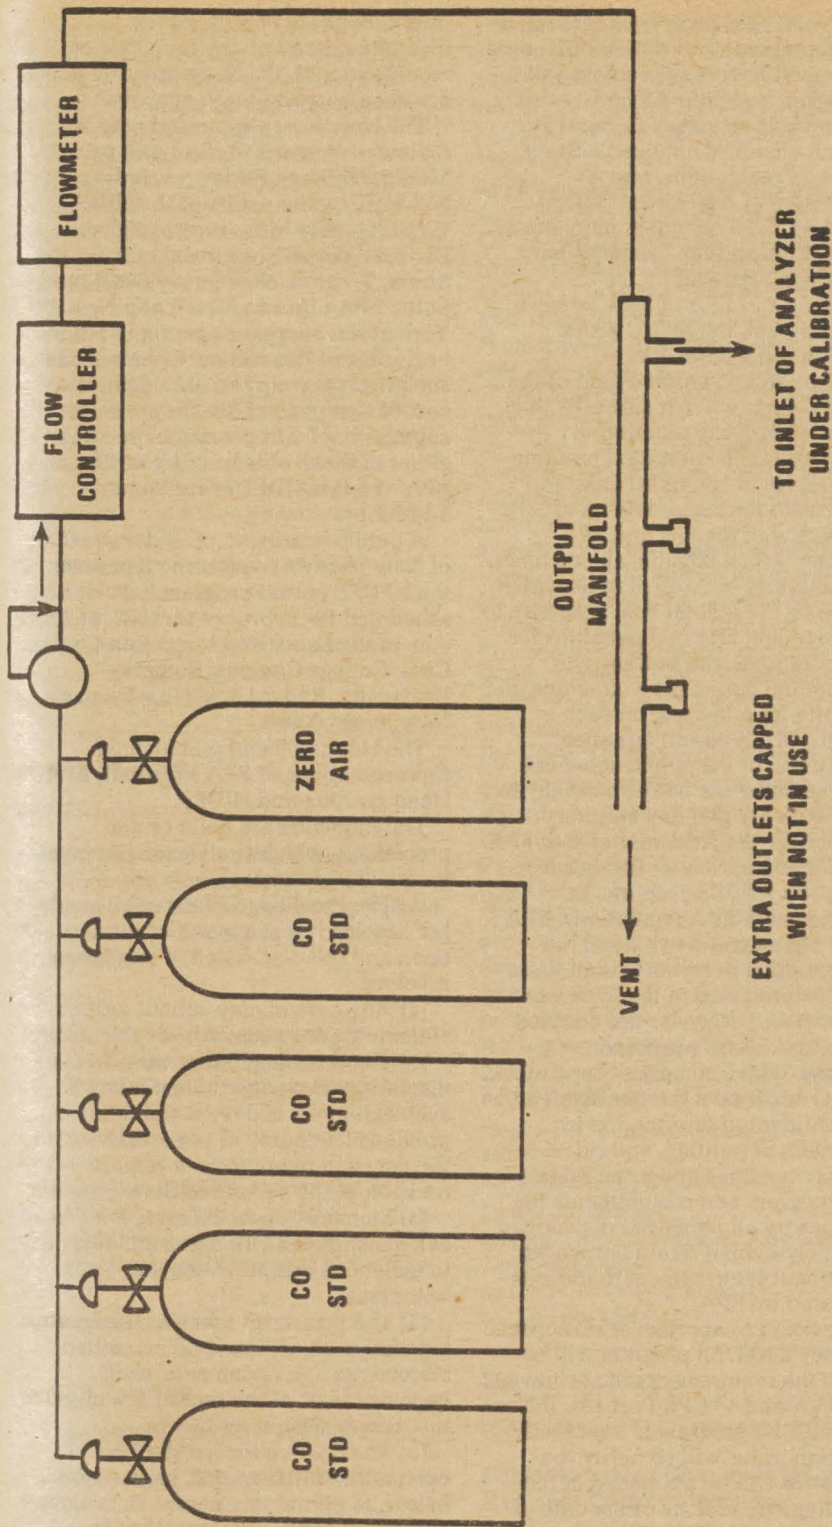 FLOWMETER
FLOW
CONTROLLER
ZERO
AIR
CO
STD
CO
STD
CO
STD
CO
STD
OUTPUT
MANIFOLD
VENT
EXTRA OUTLETS CAPPED
WHEN NOT IN USE
TO INLET OF ANALYZER
UNDER CALIBRATION